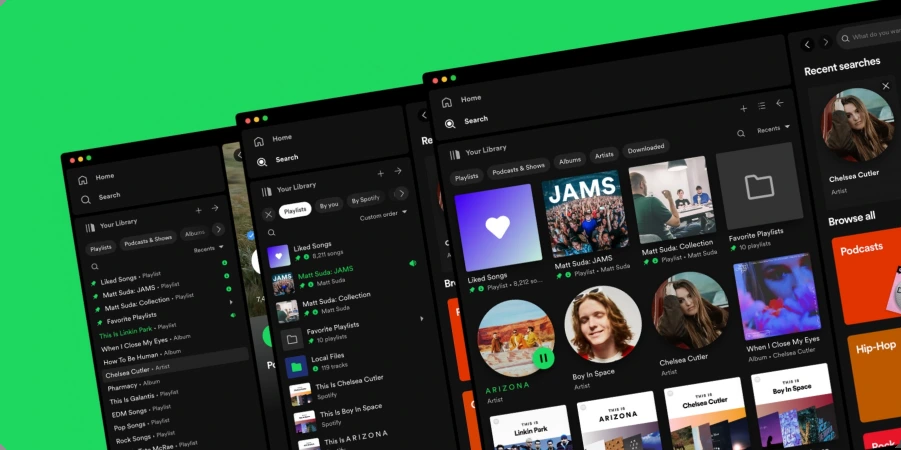 Home
Search
Your Library
Playlists
Podcasts & Shows
Albums
Recents
Liked Songs • Playlist
Matt Suda: JAMS • Playlist
Matt Suda: Collection • Playlist
Favorite Playlists
This Is Linkin Park • Playlist
When I Close My Eyes • Album
How To Be Human • Album
Chelsea Cutler • Artist
Pharmacy • Album
This Is Galantis • Playlist
EDM Songs • Playlist
Pop Songs • Playlist
Rock Songs • Playlist
McRae • Playlist
Home
Search
Your Library
Playlists
By you
By Spotify
Custom order
Liked Songs
8,211 songs
Matt Suda: JAMS
Matt Suda
Matt Suda: Collection
Matt Suda
Favorite Playlists
10 playlists
Local Files
119 tracks
This Is Chelsea Cutler
Spotify
This Is Boy In Space
Spotify
This Is ARIZONA
Home
Search
Your Library
Playlists
Podcasts & Shows
Albums
Artists
Downloaded
Recents
JAMS
Liked Songs
Playlist • 8,212 so...
Matt Suda: JAMS
Playlist • Matt Suda
Matt Suda: Collection
Playlist • Matt Suda
Favorite Playlists
10 playlists
ARIZONA
Artist
Boy In Space
Artist
Chelsea Cutler
Artist
When I Close My Eyes
Album • Chelsea Cutler
THIS IS
Linkin Park
THIS IS
ARIZONA
THIS IS
Chelsea Cutler
THIS IS
Boy In Space
What do you wan
Recent searches
Chelsea Cutler
Artist
Browse all
Podcasts
Hip-Hop
Rock